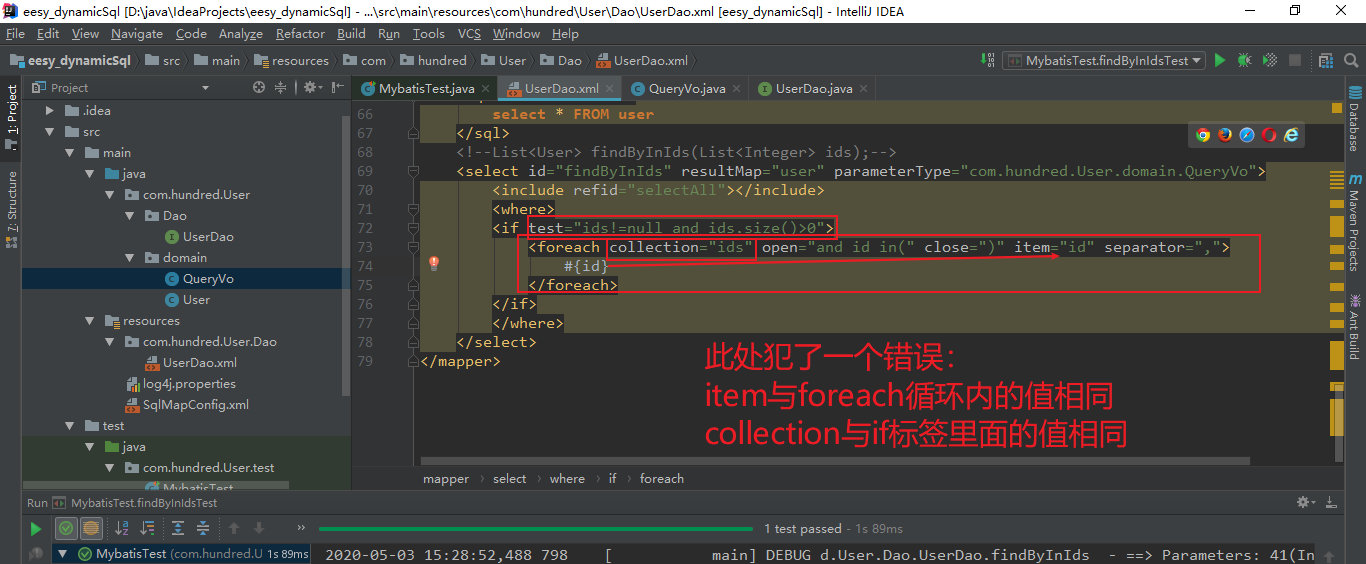 eesy_dynamicSql [D:\java\IdeaProjects\eesy_dynamicSql] - ...\src\main\resources\com\hundred\User\Dao\UserDao.xml [eesy_dynamicSql] - IntelliJ IDEA
File Edit View Navigate Code Analyze Refactor Build Run Tools VCS Window Help
eesy_dynamicSql src main resources com hundred User Dao UserDao.xml MybatisTest.findByInIdsTest
Project MybatisTest.java UserDao.xml QueryVo.java UserDao.java
1: Project
7: Structure
Database
Maven Projects
Ant Build
.idea
src
main
java
com.hundred.User
Dao
UserDao
domain
QueryVo
User
resources
com.hundred.User.Dao
UserDao.xml
log4j.properties
SqlMapConfig.xml
test
java
com.hundred.User.test
MybatisTest
66 select * FROM user
67 </sql>
68 <!--List<User> findByInIds(List<Integer> ids);-->
69 <select id="findByInIds" resultMap="user" parameterType="com.hundred.User.domain.QueryVo">
70 <include refid="selectAll"></include>
71 <where>
72 <if test="ids!=null and ids.size()>0">
73 <foreach collection="ids" open="and id in(" close=")" item="id" separator=",">
74 #{id}
75 </foreach>
76 </if>
77 </where>
78 </select>
79 </mapper>
此处犯了一个错误：
item与foreach循环内的值相同
collection与if标签里面的值相同
mapper select where if foreach
Run MybatisTest.findByInIdsTest
1 test passed - 1s 89ms
MybatisTest (com.hundred.U 1s 89ms 2020-05-03 15:28:52,488 798 [ main] DEBUG d.User.Dao.UserDao.findByInIds - ==> Parameters: 41(In